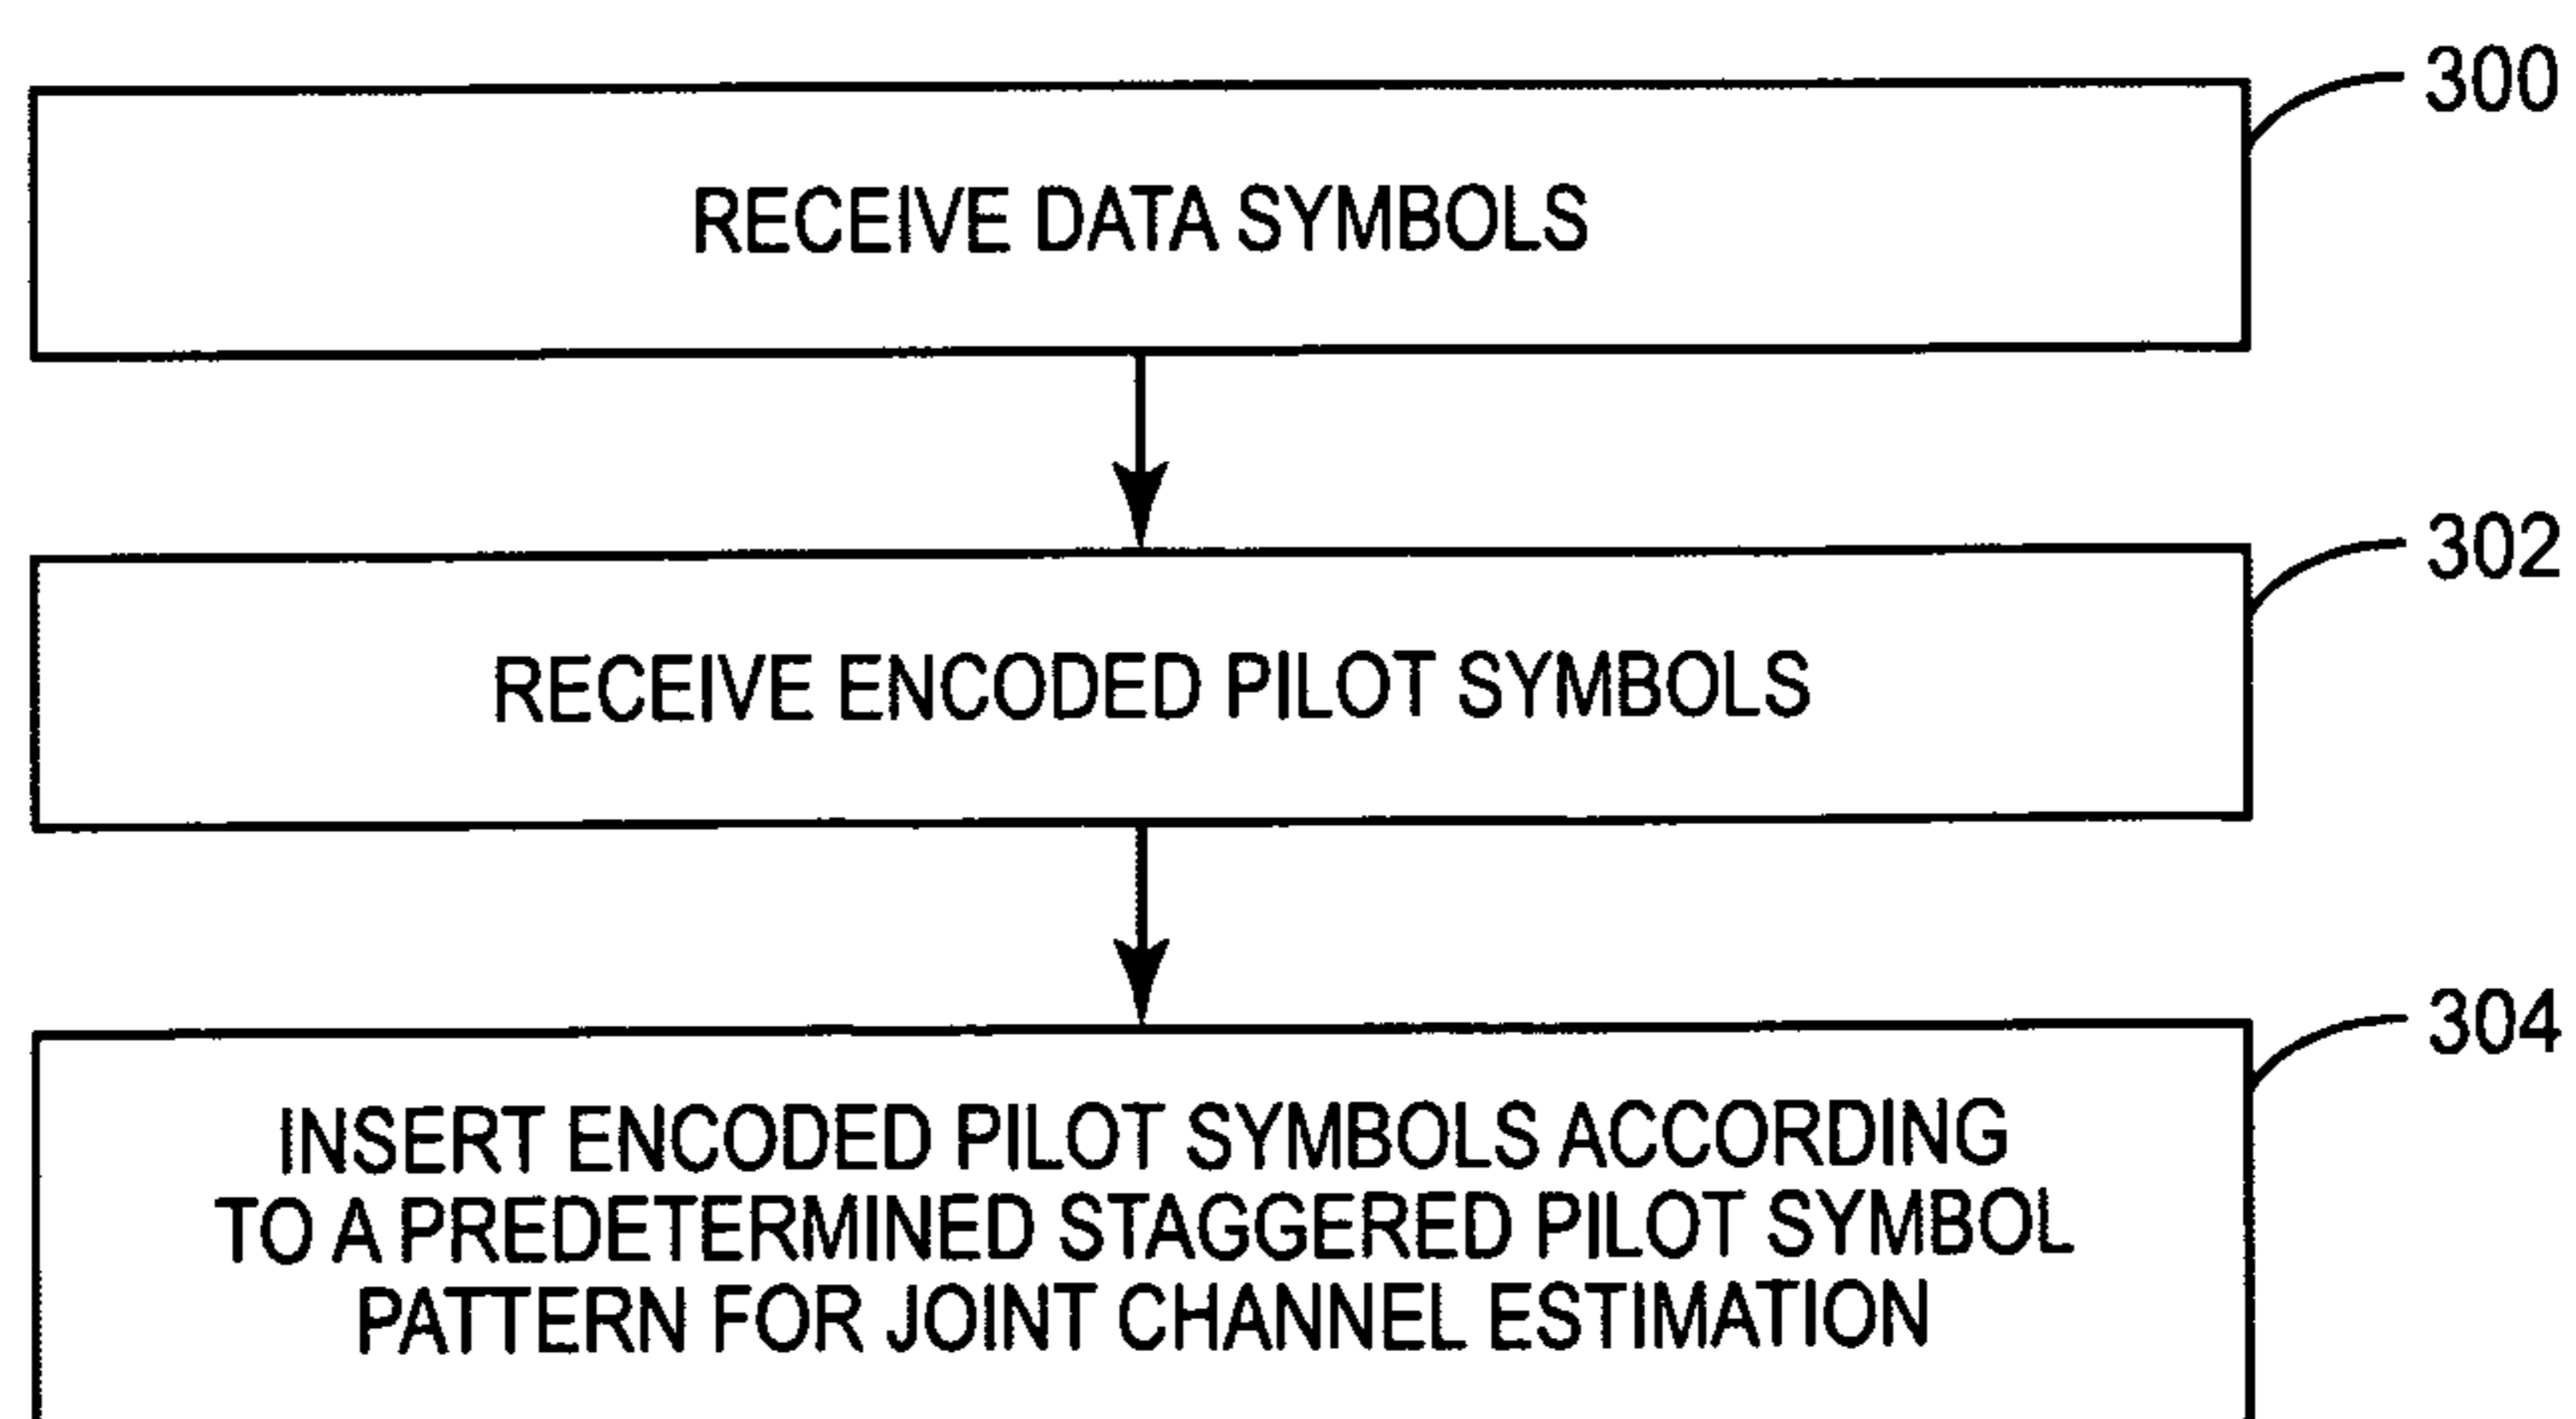 300
RECEIVE DATA SYMBOLS
302
RECEIVE ENCODED PILOT SYMBOLS
304
INSERT ENCODED PILOT SYMBOLS ACCORDING
TO A PREDETERMINED STAGGERED PILOT SYMBOL
PATTERN FOR JOINT CHANNEL ESTIMATION